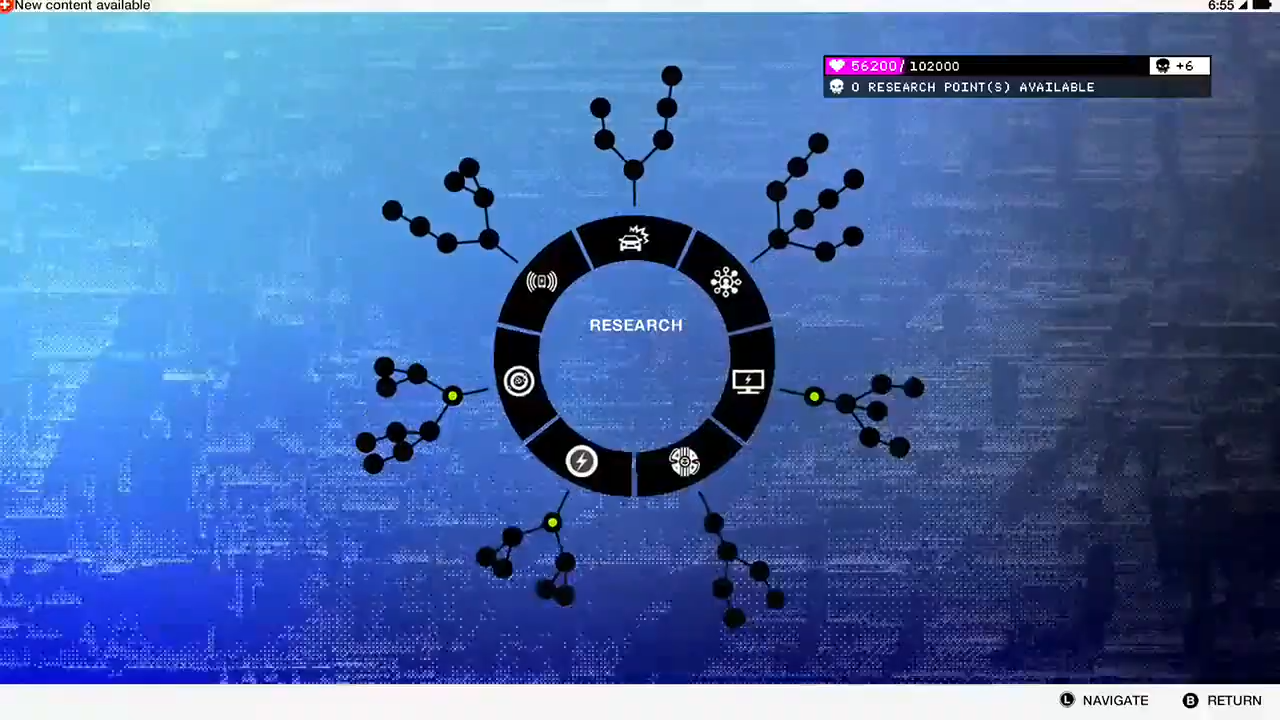 New content available
6:55
56200/ 102000
+6
0 RESEARCH POINT(S) AVAILABLE
RESEARCH
L NAVIGATE
B RETURN